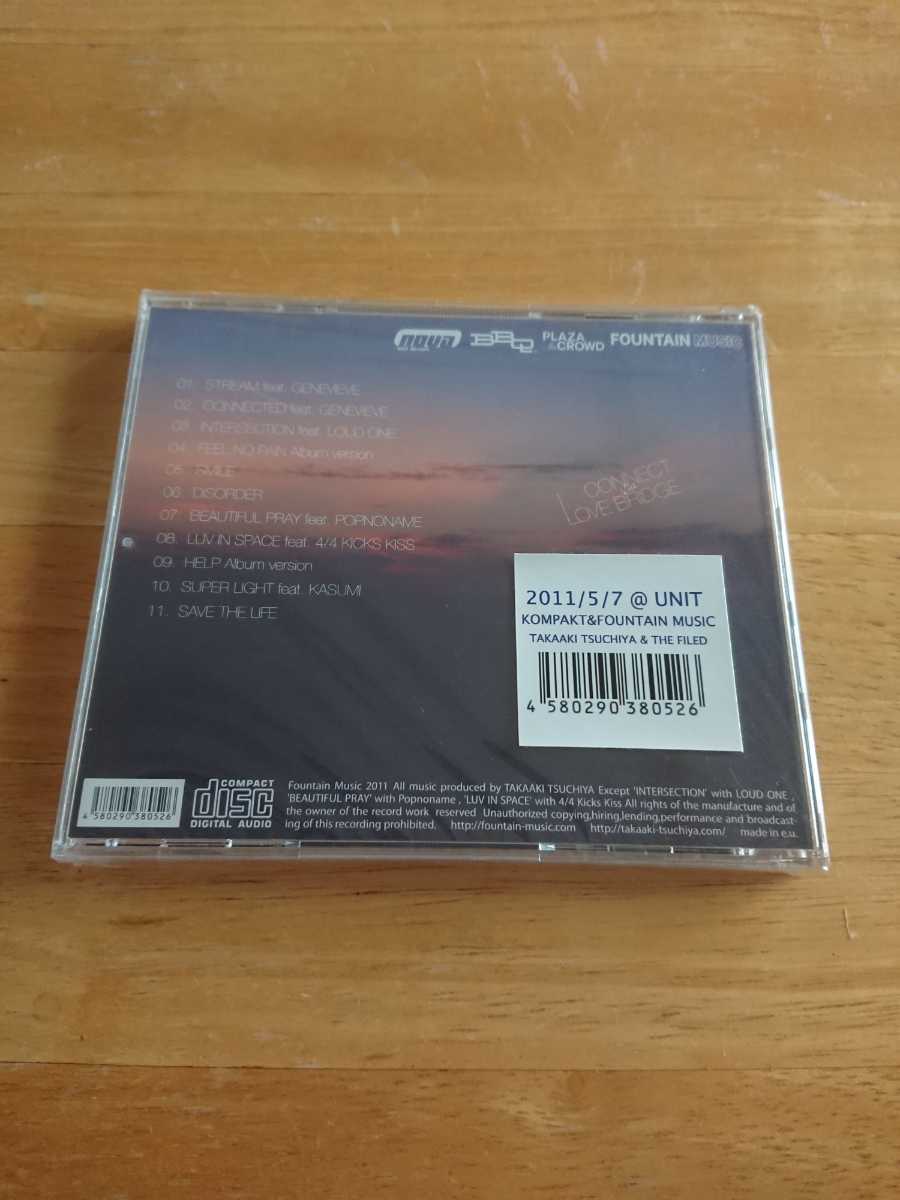 nova
BBQ
PLAZA
IN CROWD
FOUNTAIN MUSIC
01. STREAM feat. GENEVIEVE
02. CONNECTED feat. GENEVIEVE
03. INTERSECTION feat. LOUD ONE
04. FEEL NO PAIN Album version
05. SMILE
06. DISORDER
07. BEAUTIFUL PRAY feat. POPNONAME
08. LUV IN SPACE feat. 4/4 KICKS KISS
09. HELP Album version
10. SUPER LIGHT feat. KASUMI
11. SAVE THE LIFE
CONNECT
LOVE BRIDGE
2011/5/7 @ UNIT
KOMPAKT&FOUNTAIN MUSIC
TAKAAKI TSUCHIYA & THE FILED
4 580290 380526
4 580290 380526
COMPACT
disc
DIGITAL AUDIO
Fountain Music 2011 All music produced by TAKAAKI TSUCHIYA Except 'INTERSECTION' with LOUD ONE ,
'BEAUTIFUL PRAY' with Popnoname , 'LUV IN SPACE' with 4/4 Kicks Kiss All rights of the manufacture and of
the owner of the record work reserved Unauthorized copying,hiring,lending,performance and broadcast-
ing of this recording prohibited. http://fountain-music.com http://takaaki-tsuchiya.com/ made in e.u.